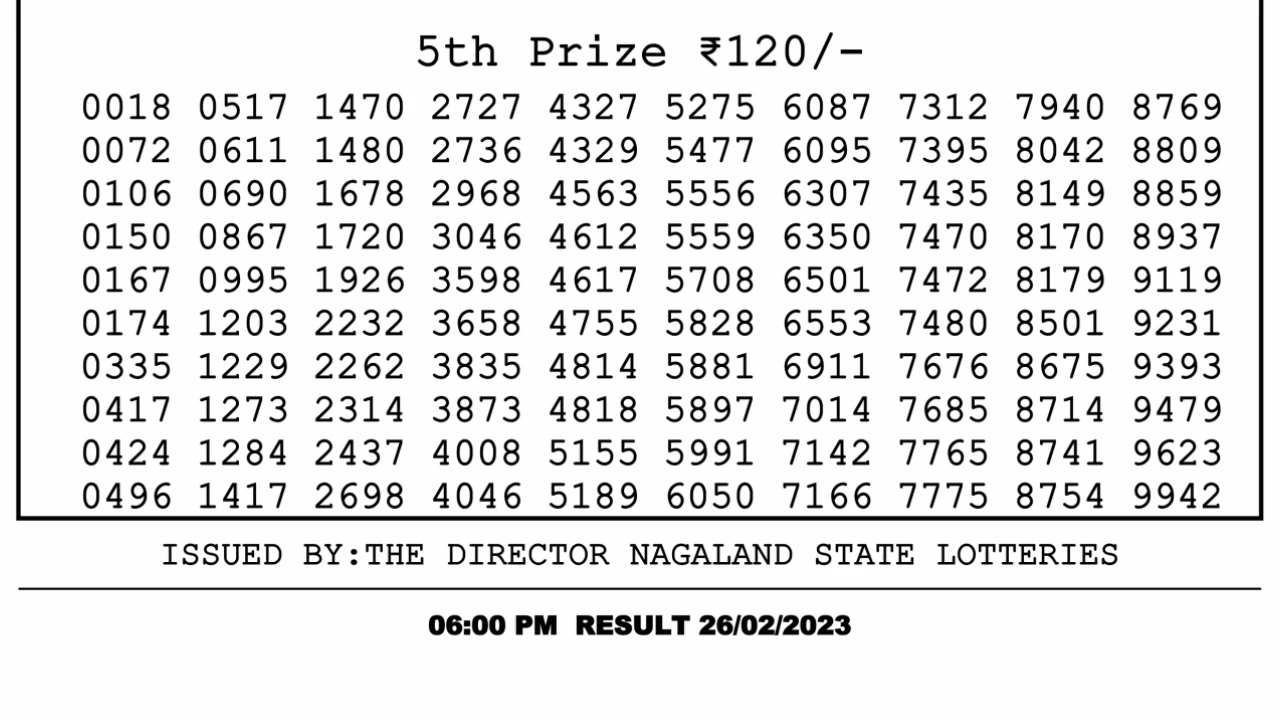 5th Prize ₹120/-
0018 0517 1470 2727 4327 5275 6087 7312 7940 8769
0072 0611 1480 2736 4329 5477 6095 7395 8042 8809
0106 0690 1678 2968 4563 5556 6307 7435 8149 8859
0150 0867 1720 3046 4612 5559 6350 7470 8170 8937
0167 0995 1926 3598 4617 5708 6501 7472 8179 9119
0174 1203 2232 3658 4755 5828 6553 7480 8501 9231
0335 1229 2262 3835 4814 5881 6911 7676 8675 9393
0417 1273 2314 3873 4818 5897 7014 7685 8714 9479
0424 1284 2437 4008 5155 5991 7142 7765 8741 9623
0496 1417 2698 4046 5189 6050 7166 7775 8754 9942
ISSUED BY:THE DIRECTOR NAGALAND STATE LOTTERIES
06:00 PM RESULT 26/02/2023